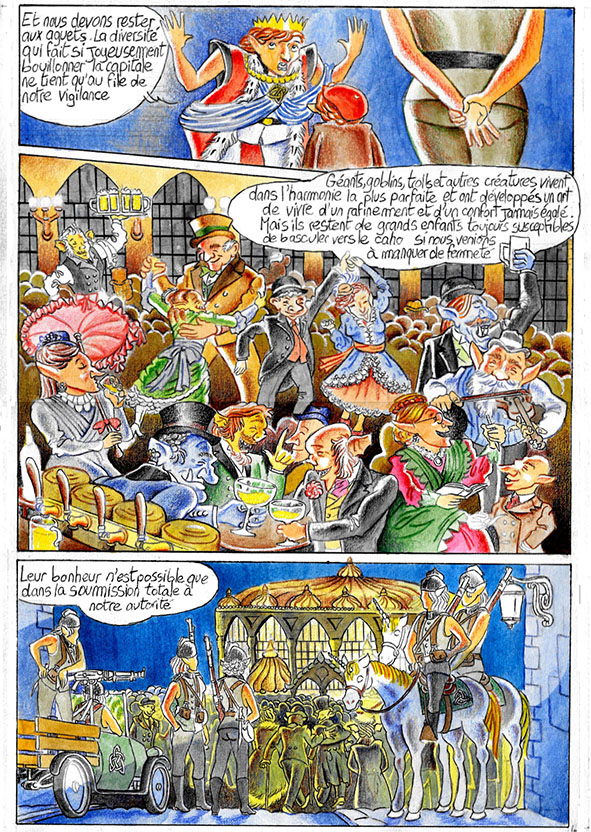 Et nous devons rester
aux aguets. La diversité
qui fait si joyeusement
bouillonner la capitale
ne tient qu'au file de
notre vigilance
Géants, goblins, trolls et autres créatures vivent
dans l'harmonie la plus parfaite et ont développés un art
de vivre d'un rafinement et d'un confort jamais égalé.
Mais ils restent de grands enfants toujours susceptibles
de basculer vers le caho si nous venions
à manquer de fermeté
Leur bonheur n'est possible que
dans la soumission totale à
notre autorité